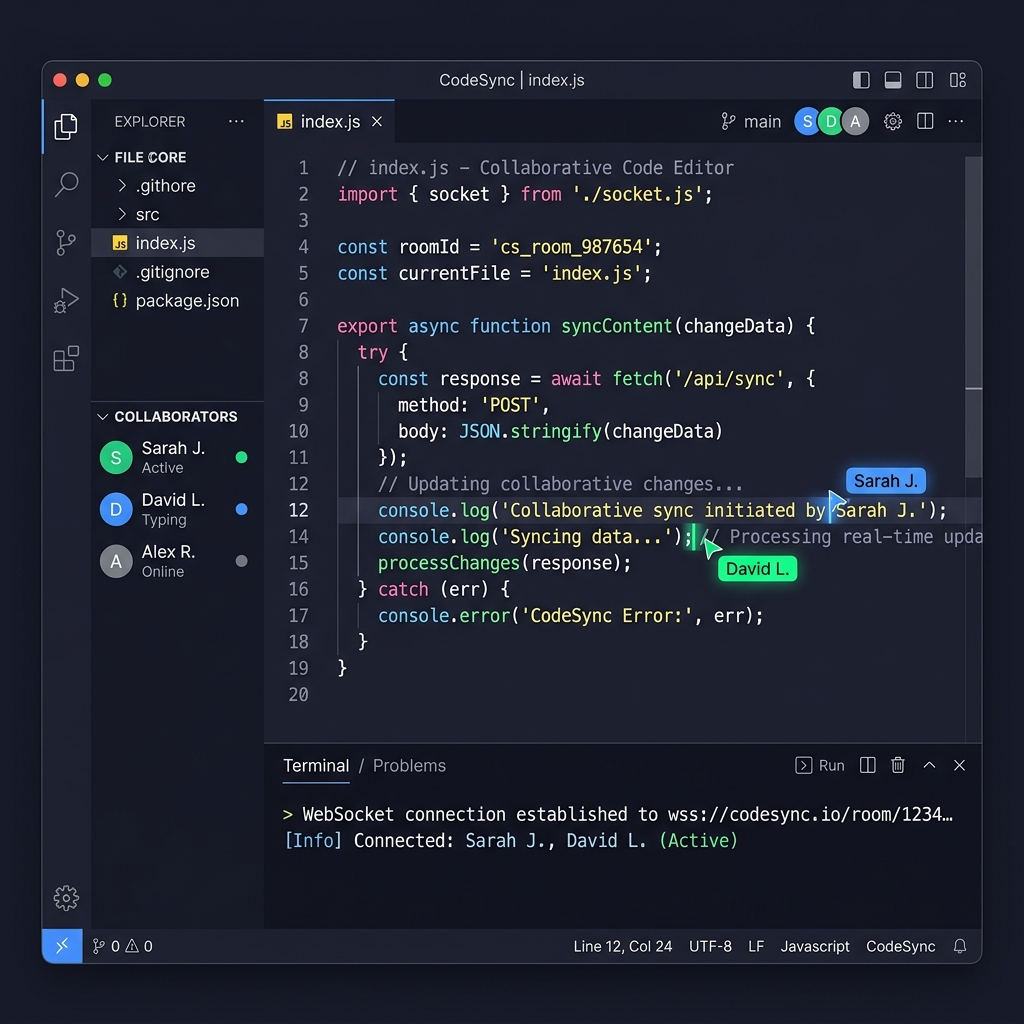 CodeSync | index.js
EXPLORER ···
FILE CORE
.githore
src
JS index.js
.gitignore
{} package.json
COLLABORATORS
S Sarah J.
Active
D David L.
Typing
A Alex R.
Online
JS index.js ×
main S D A ···
1 // index.js – Collaborative Code Editor
2 import { socket } from './socket.js';
3
4 const roomId = 'cs_room_987654';
5 const currentFile = 'index.js';
6
7 export async function syncContent(changeData) {
8 try {
8 const response = await fetch('/api/sync', {
9 method: 'POST',
10 body: JSON.stringify(changeData)
11 });
12 // Updating collaborative changes...
Sarah J.
12 console.log('Collaborative sync initiated by Sarah J.');
14 console.log('Syncing data...'); // Processing real-time upda
David L.
15 processChanges(response);
16 } catch (err) {
17 console.error('CodeSync Error:', err);
18 }
19 }
20
Terminal / Problems
Run
> WebSocket connection established to wss://codesync.io/room/1234…
[Info] Connected: Sarah J., David L. (Active)
0 0
Line 12, Col 24 UTF-8 LF Javascript CodeSync